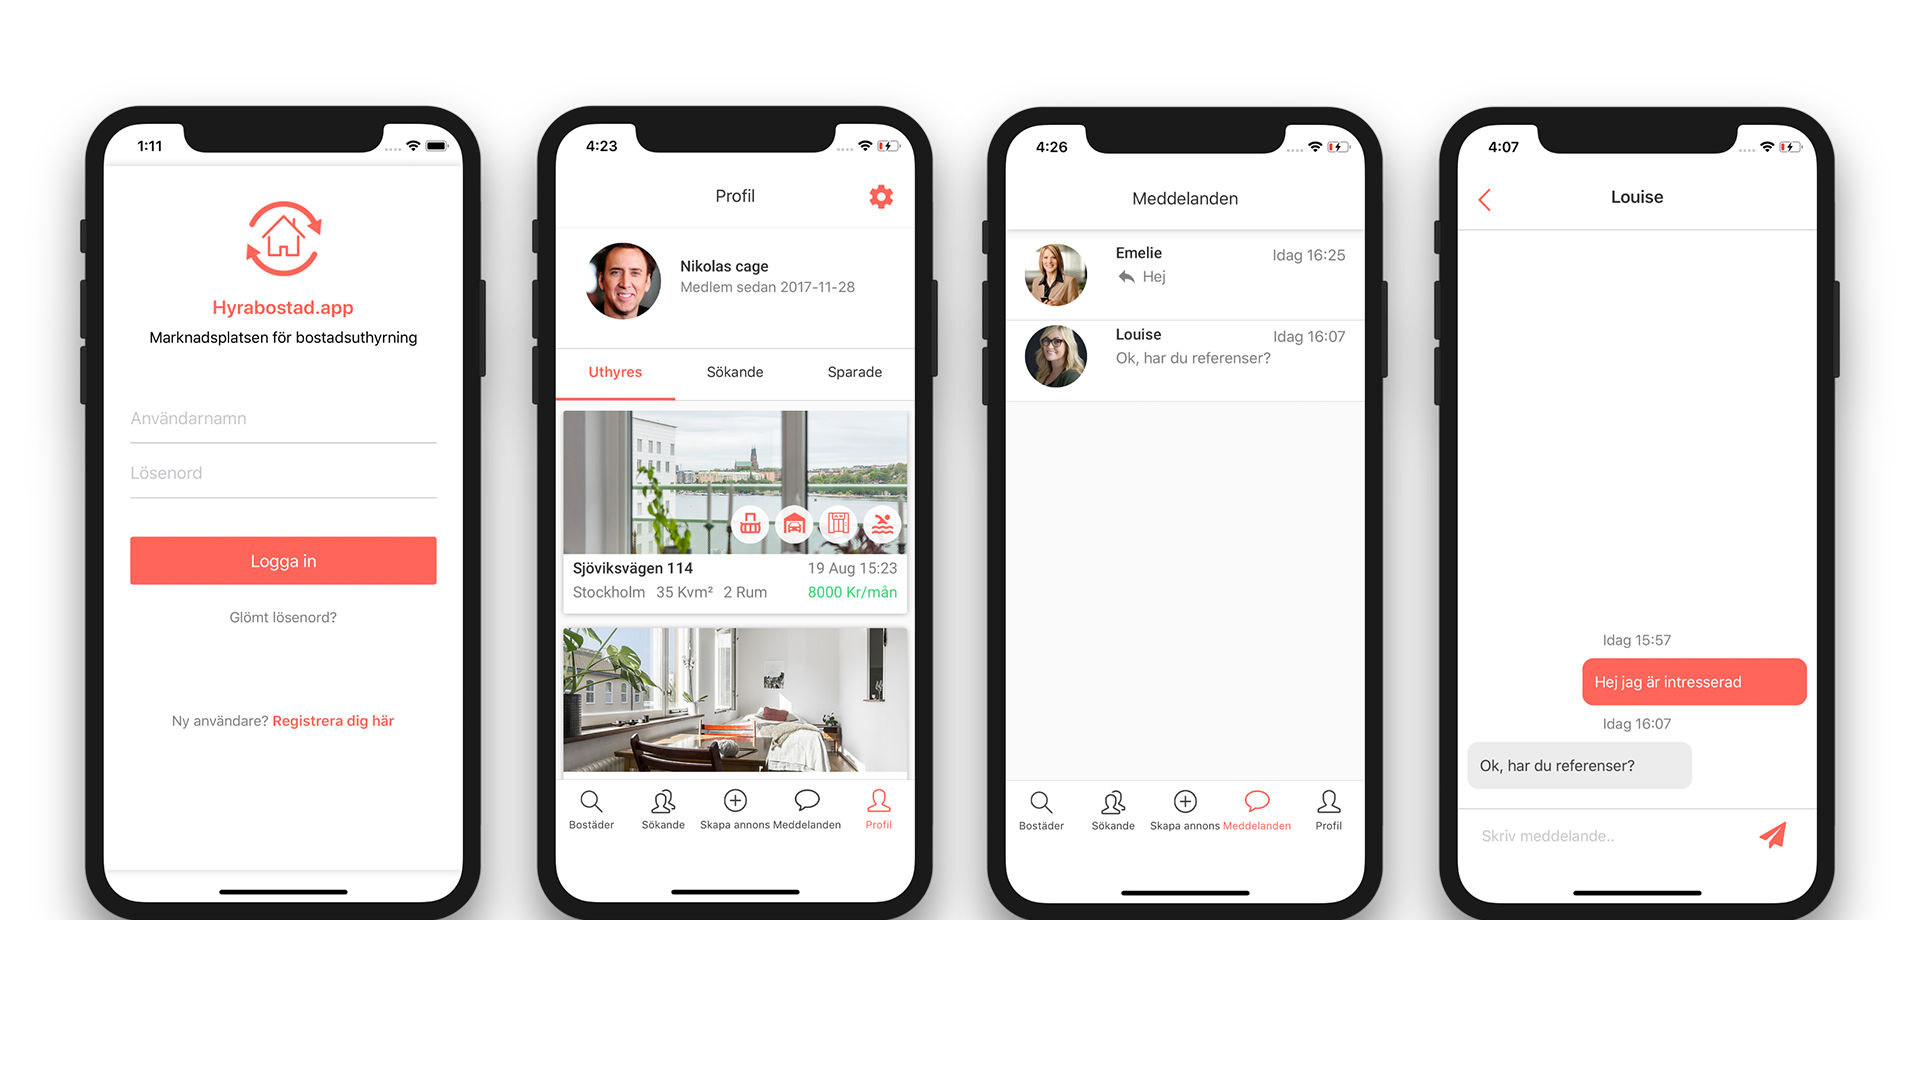 1:11
Hyrabostad.app
Marknadsplatsen för bostadsuthyrning
Användarnamn
Lösenord
Logga in
Glömt lösenord?
Ny användare? Registrera dig här
4:23
Profil
Nikolas cage
Medlem sedan 2017-11-28
Uthyres Sökande Sparade
Sjöviksvägen 114 19 Aug 15:23
Stockholm 35 Kvm² 2 Rum 8000 Kr/mån
Bostäder Sökande Skapa annons Meddelanden Profil
4:26
Meddelanden
Emelie Idag 16:25
Hej
Louise Idag 16:07
Ok, har du referenser?
Bostäder Sökande Skapa annons Meddelanden Profil
4:07
Louise
Idag 15:57
Hej jag är intresserad
Idag 16:07
Ok, har du referenser?
Skriv meddelande..